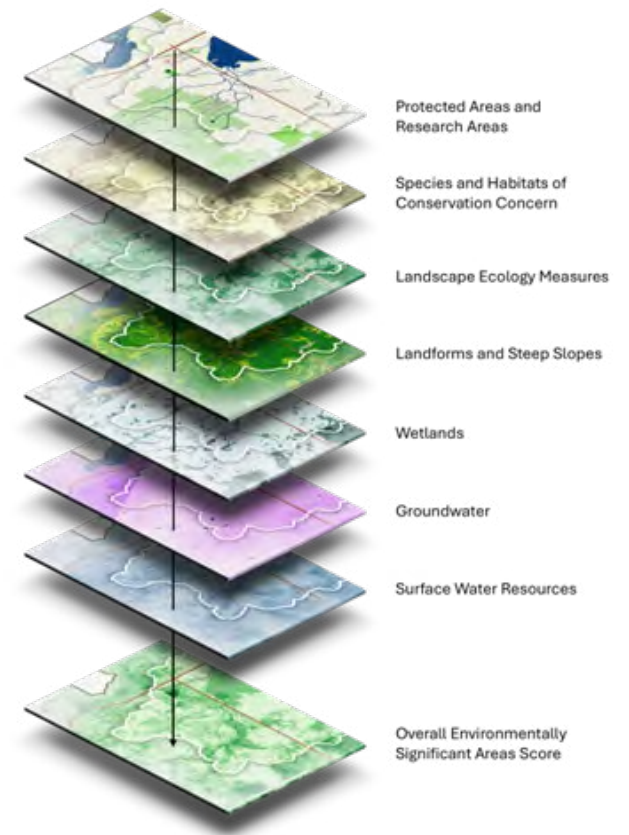 Protected Areas and
Research Areas
Species and Habitats of
Conservation Concern
Landscape Ecology Measures
Landforms and Steep Slopes
Wetlands
Groundwater
Surface Water Resources
Overall Environmentally
Significant Areas Score